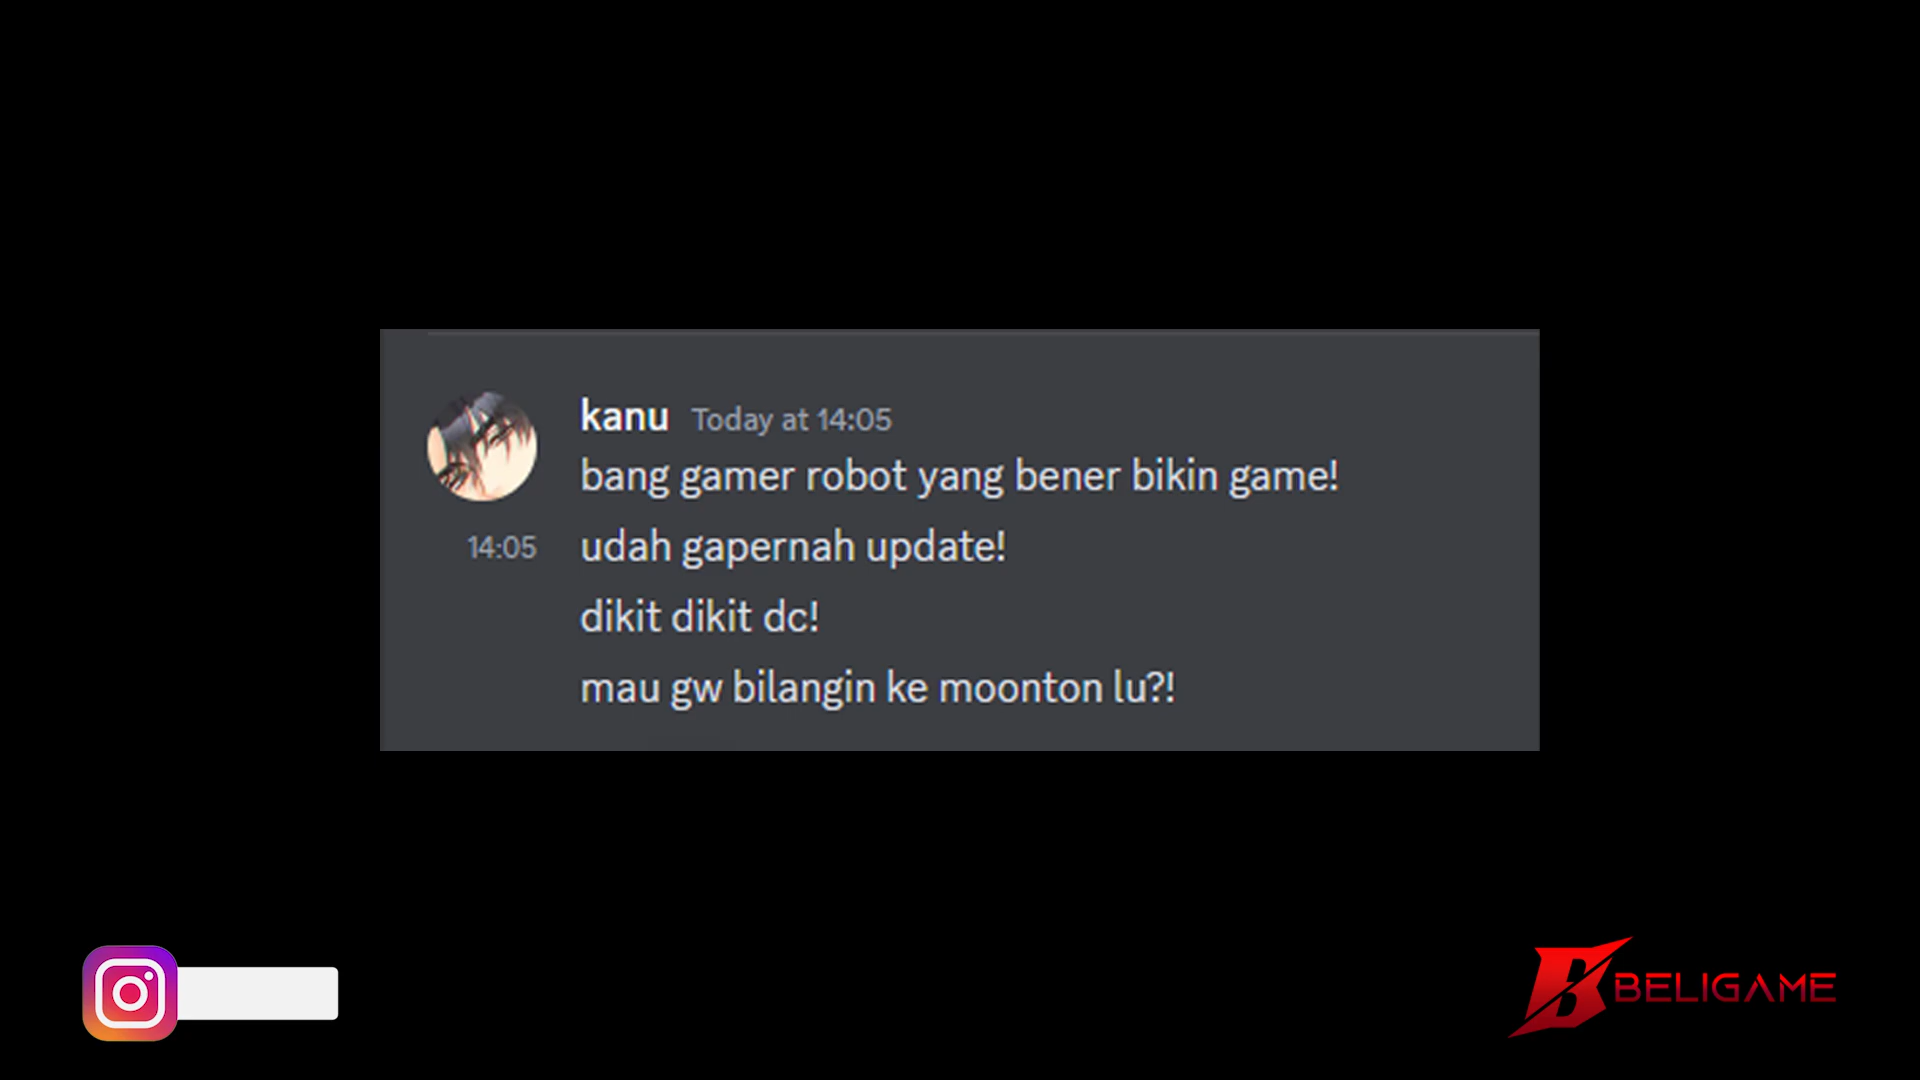 kanu Today at 14:05
bang gamer robot yang bener bikin game!
14:05 udah gapernah update!
dikit dikit dc!
mau gw bilangin ke moonton lu?!
BELIGAME